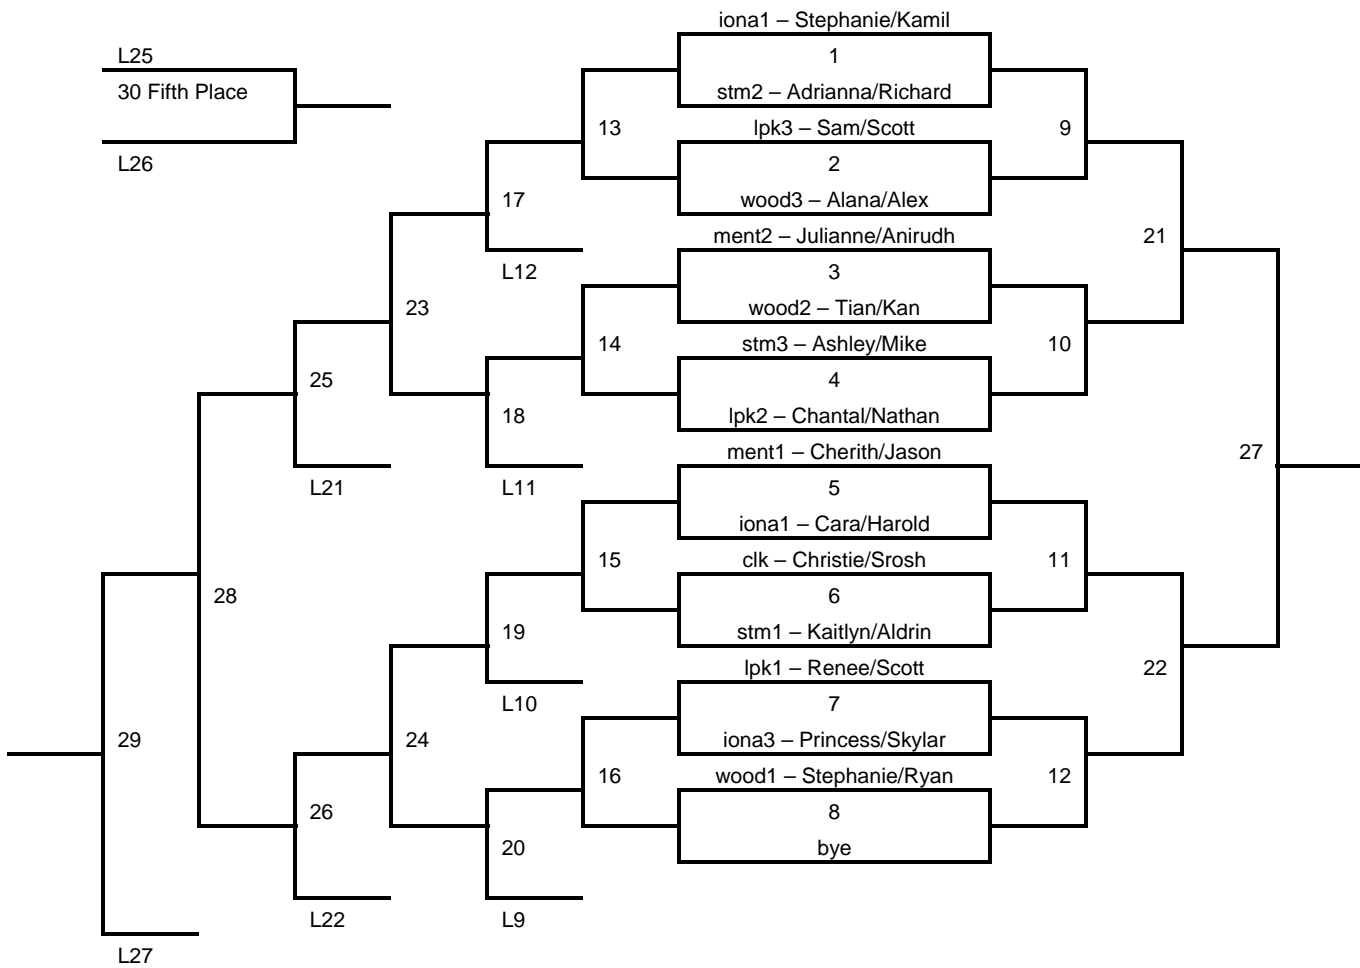 iona1 – Stephanie/Kamil
L25
1
30 Fifth Place
stm2 – Adrianna/Richard
13
lpk3 – Sam/Scott
9
L26
2
17
wood3 – Alana/Alex
ment2 – Julianne/Anirudh
21
L12
3
23
wood2 – Tian/Kan
14
stm3 – Ashley/Mike
10
25
4
18
lpk2 – Chantal/Nathan
ment1 – Cherith/Jason
27
L21
L11
5
iona1 – Cara/Harold
15
clk – Christie/Srosh
11
28
6
19
stm1 – Kaitlyn/Aldrin
lpk1 – Renee/Scott
22
L10
7
29
24
iona3 – Princess/Skylar
16
wood1 – Stephanie/Ryan
12
26
8
20
bye
L22
L9
L27